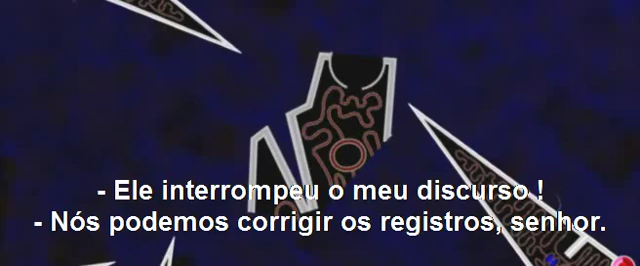 - Ele interrompeu o meu discurso !
- Nós podemos corrigir os registros, senhor.